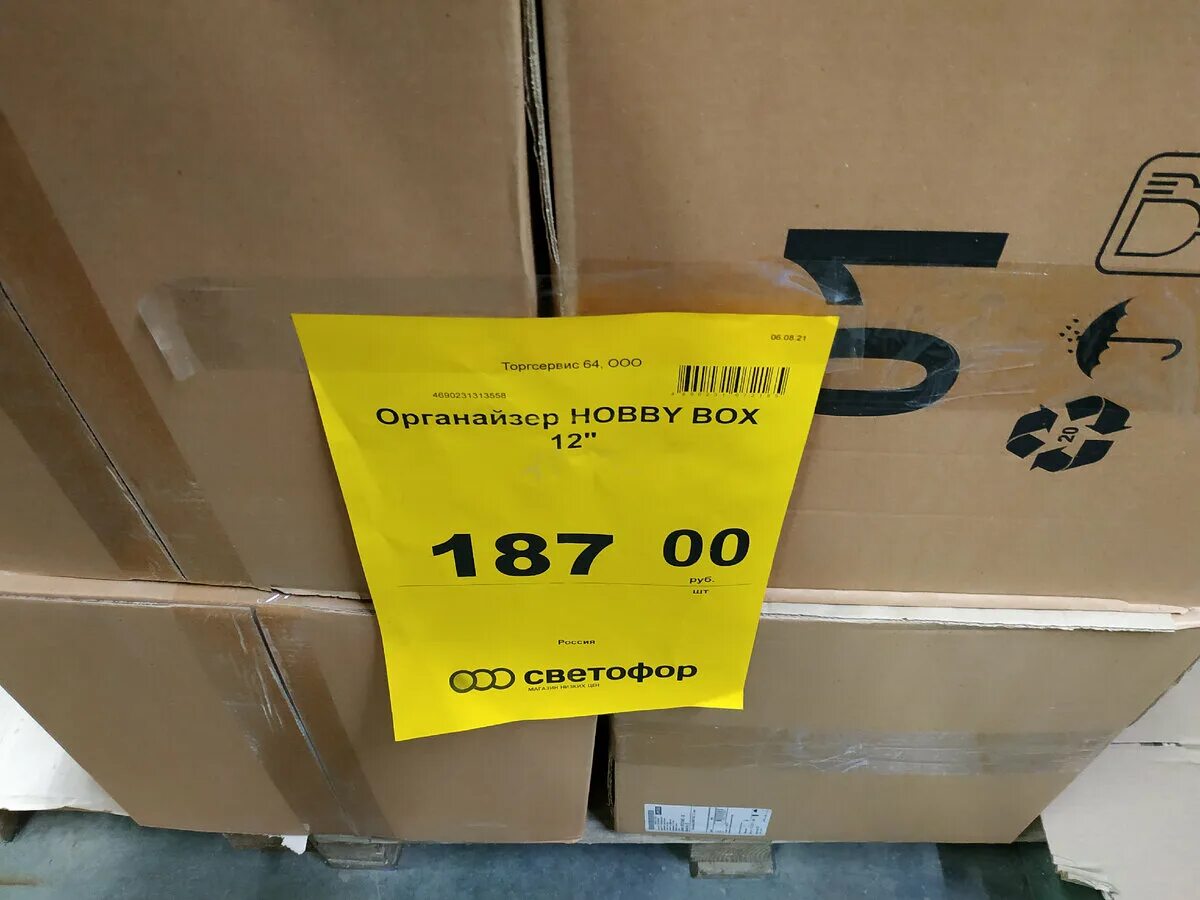 06.08.21
Торгсервис 64, ООО
4690231313558
Органайзер HOBBY BOX
12"
187 00
руб.
шт
Россия
светофор
МАГАЗИН НИЗКИХ ЦЕН
20